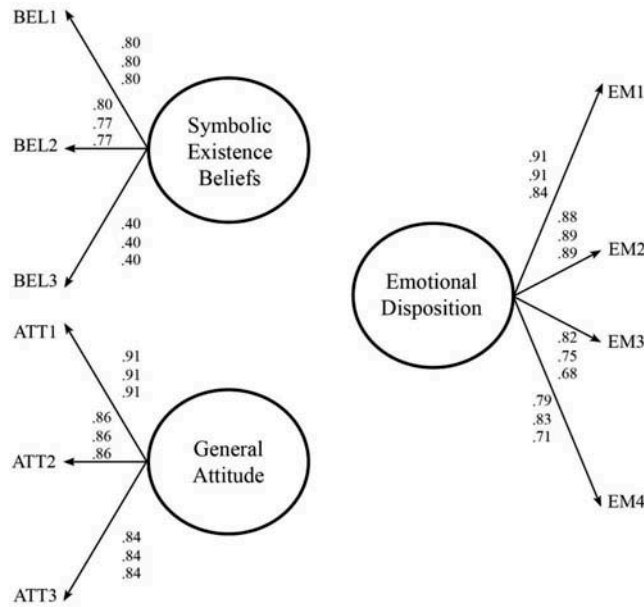 BEL1
.80
.80
.80
BEL2
.80
.77
.77
BEL3
.40
.40
.40
Symbolic
Existence
Beliefs
ATT1
.91
.91
.91
ATT2
.86
.86
.86
ATT3
.84
.84
.84
General
Attitude
Emotional
Disposition
EM1
.91
.91
.84
EM2
.88
.89
.89
EM3
.82
.75
.68
EM4
.79
.83
.71